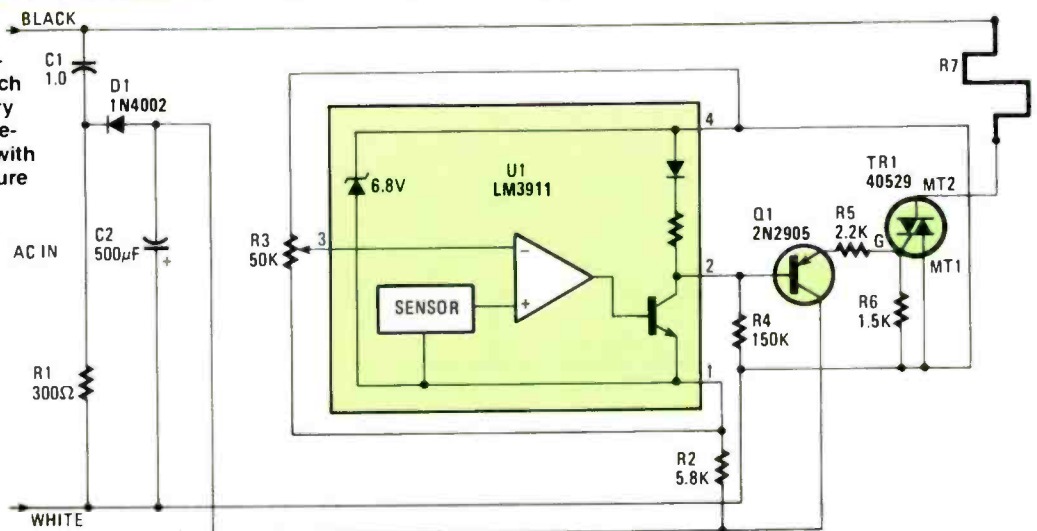 BLACK
ch
ry
e-
with
ure
C1
1.0
D1
1N4002
R7
4
6.8V
U1
LM3911
TR1
40529
MT2
Q1
2N2905
R5
2.2K
G
MT1
AC IN
C2
500µF
+
R3
50K
3
−
+
SENSOR
2
R4
150K
R6
1.5K
R1
300Ω
1
R2
5.8K
WHITE